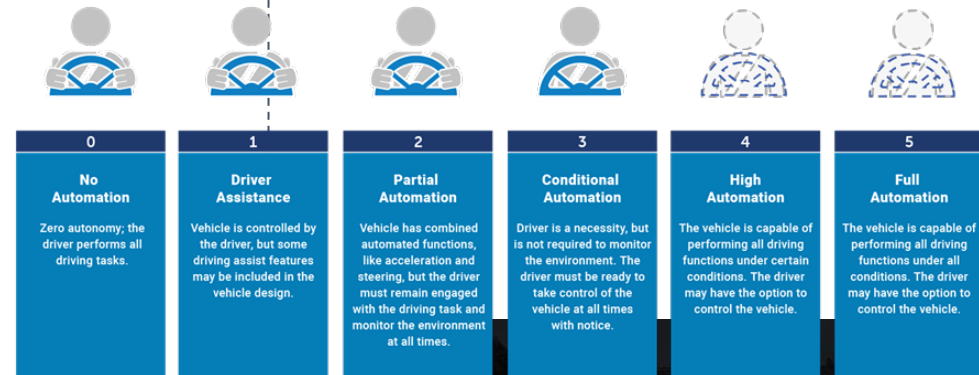 0
No
Automation
Zero autonomy; the
driver performs all
driving tasks.
1
Driver
Assistance
Vehicle is controlled by
the driver, but some
driving assist features
may be included in the
vehicle design.
2
Partial
Automation
Vehicle has combined
automated functions,
like acceleration and
steering, but the driver
must remain engaged
with the driving task and
monitor the environment
at all times.
3
Conditional
Automation
Driver is a necessity, but
is not required to monitor
the environment. The
driver must be ready to
take control of the
vehicle at all times
with notice.
4
High
Automation
The vehicle is capable of
performing all driving
functions under certain
conditions. The driver
may have the option to
control the vehicle.
5
Full
Automation
The vehicle is capable of
performing all driving
functions under all
conditions. The driver
may have the option to
control the vehicle.